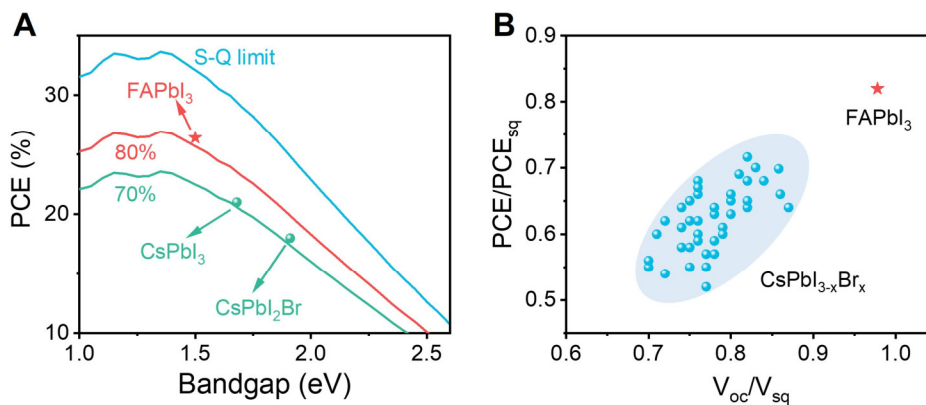 A
30
20
10
PCE (%)
S-Q limit
FAPbI₃
80%
70%
CsPbI₃
CsPbI₂Br
1.0 1.5 2.0 2.5
Bandgap (eV)
B
0.9
0.8
0.7
0.6
0.5
PCE/PCEsq
FAPbI₃
CsPbI₃₋ₓBrₓ
0.6 0.7 0.8 0.9 1.0
Voc/Vsq